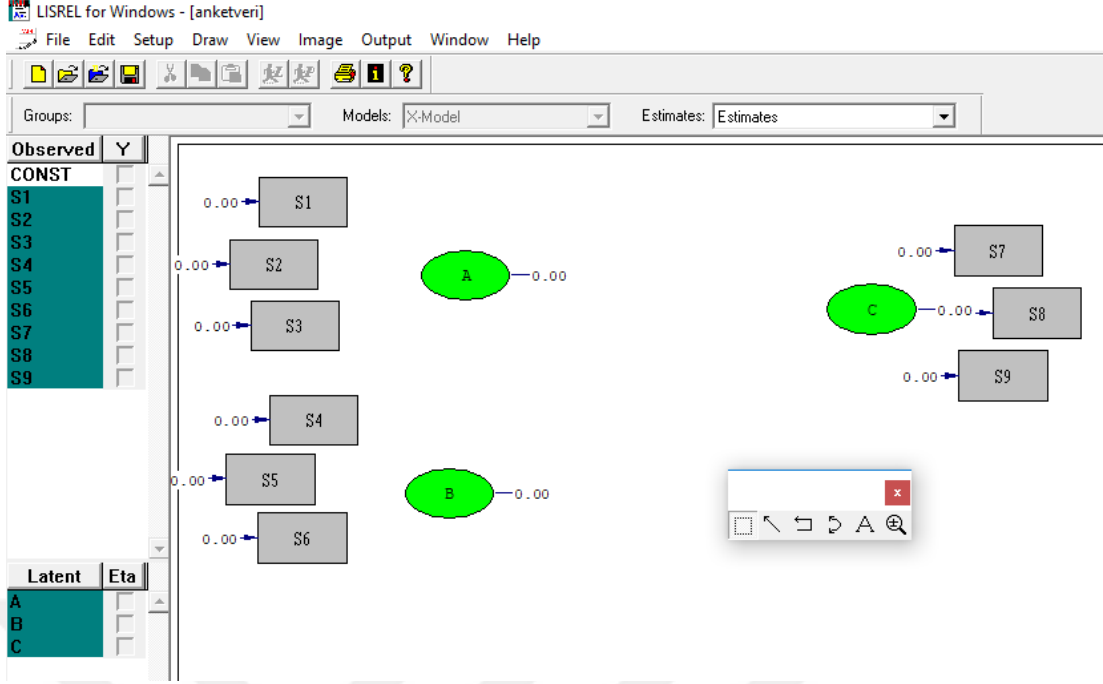 LISREL for Windows - [anketveri]
File Edit Setup Draw View Image Output Window Help
Groups: Models: X-Model Estimates: Estimates
Observed Y
CONST
S1
S2
S3
S4
S5
S6
S7
S8
S9
Latent Eta
A
B
C
0.00 S1
0.00 S2
0.00 S3
A 0.00
0.00 S4
0.00 S5
0.00 S6
B 0.00
0.00 S7
C 0.00 S8
0.00 S9
x
A